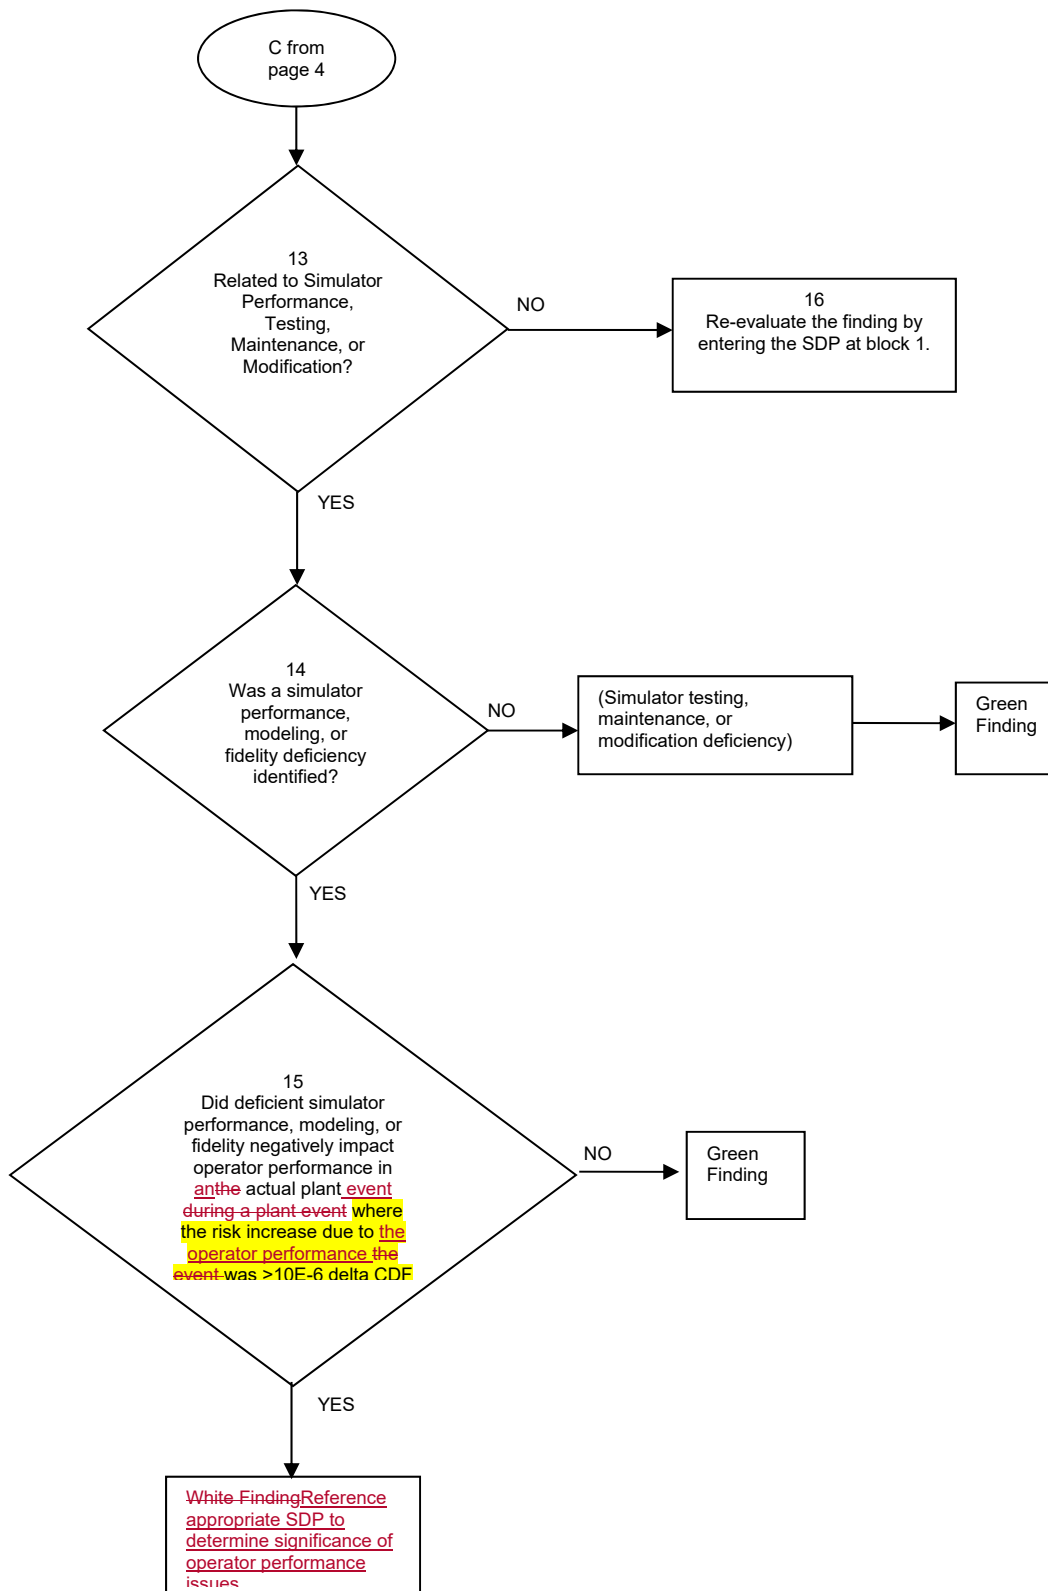 C from
page 4
13
Related to Simulator
Performance,
Testing,
Maintenance, or
Modification?
NO
16
Re-evaluate the finding by
entering the SDP at block 1.
YES
14
Was a simulator
performance,
modeling, or
fidelity deficiency
identified?
NO
(Simulator testing,
maintenance, or
modification deficiency)
Green
Finding
YES
15
Did deficient simulator
performance, modeling, or
fidelity negatively impact
operator performance in
anthe actual plant event
during a plant event where
the risk increase due to the
operator performance the
event was >10E-6 delta CDF
NO
Green
Finding
YES
White FindingReference
appropriate SDP to
determine significance of
operator performance
issues